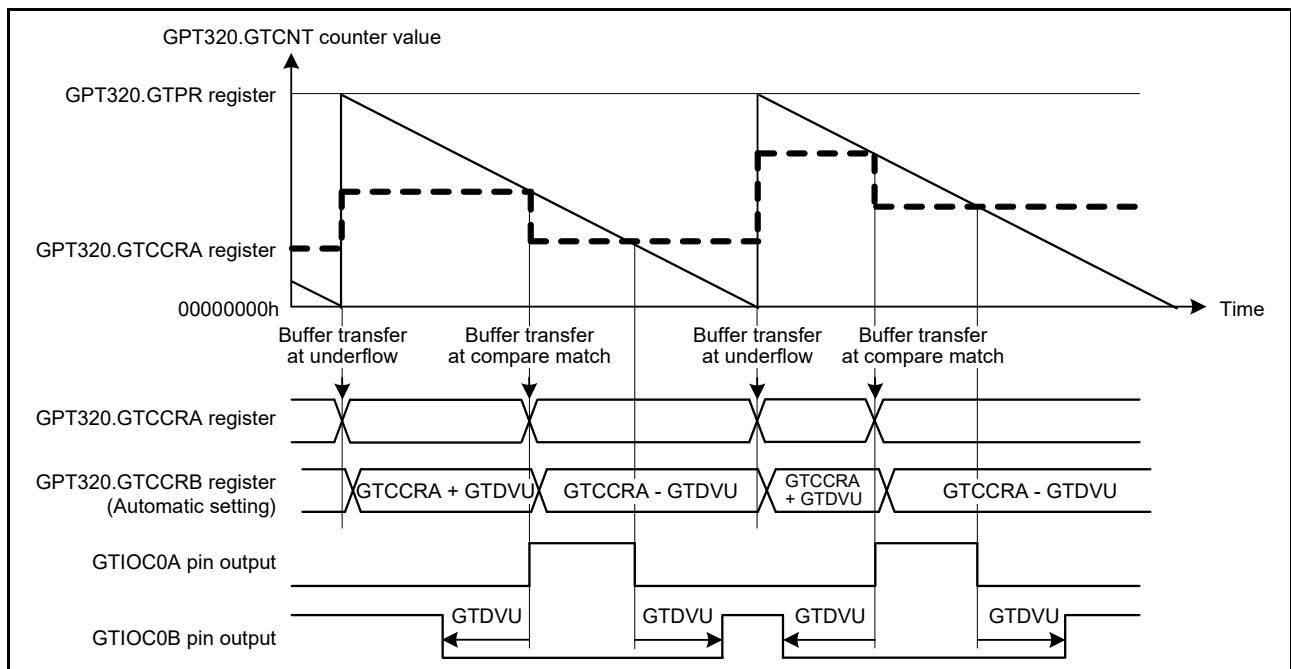 GPT320.GTCNT counter value
GPT320.GTPR register
GPT320.GTCCRA register
00000000h
Time
Buffer transfer
at underflow
Buffer transfer
at compare match
Buffer transfer
at underflow
Buffer transfer
at compare match
GPT320.GTCCRA register
GPT320.GTCCRB register
(Automatic setting)
GTCCRA + GTDVU
GTCCRA - GTDVU
GTCCRA
+ GTDVU
GTCCRA - GTDVU
GTIOC0A pin output
GTIOC0B pin output
GTDVU
GTDVU
GTDVU
GTDVU